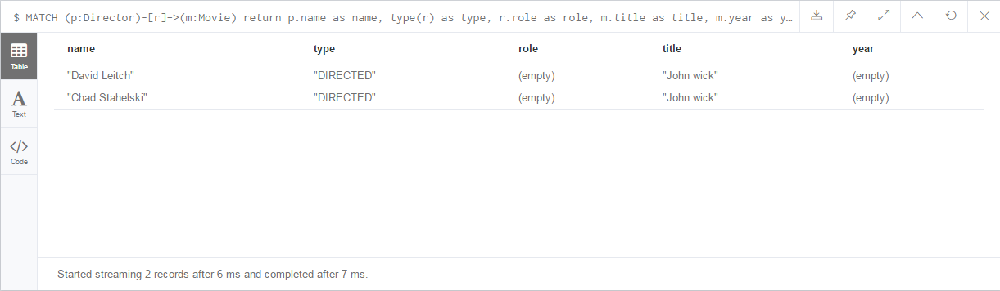 $ MATCH (p:Director)-[r]->(m:Movie) return p.name as name, type(r) as type, r.role as role, m.title as title, m.year as y…
Table
Text
Code
name type role title year
"David Leitch" "DIRECTED" (empty) "John wick" (empty)
"Chad Stahelski" "DIRECTED" (empty) "John wick" (empty)
Started streaming 2 records after 6 ms and completed after 7 ms.